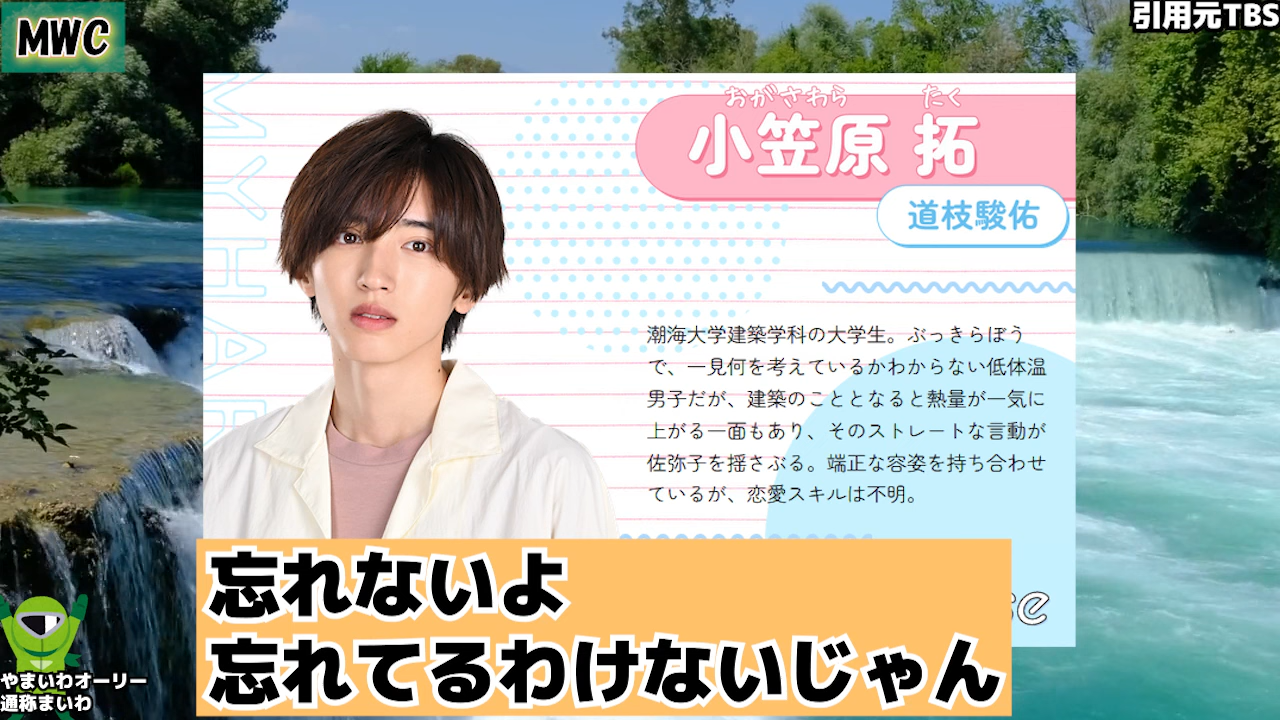 MWC
引用元TBS
おがさわら たく
小笠原 拓
道枝駿佑
潮海大学建築学科の大学生。ぶっきらぼう
で、一見何を考えているかわからない低体温
男子だが、建築のこととなると熱量が一気に
上がる一面もあり、そのストレートな言動が
佐弥子を揺さぶる。端正な容姿を持ち合わせ
ているが、恋愛スキルは不明。
忘れないよ
忘れてるわけないじゃん
やまいわオーリー
通称まいわ